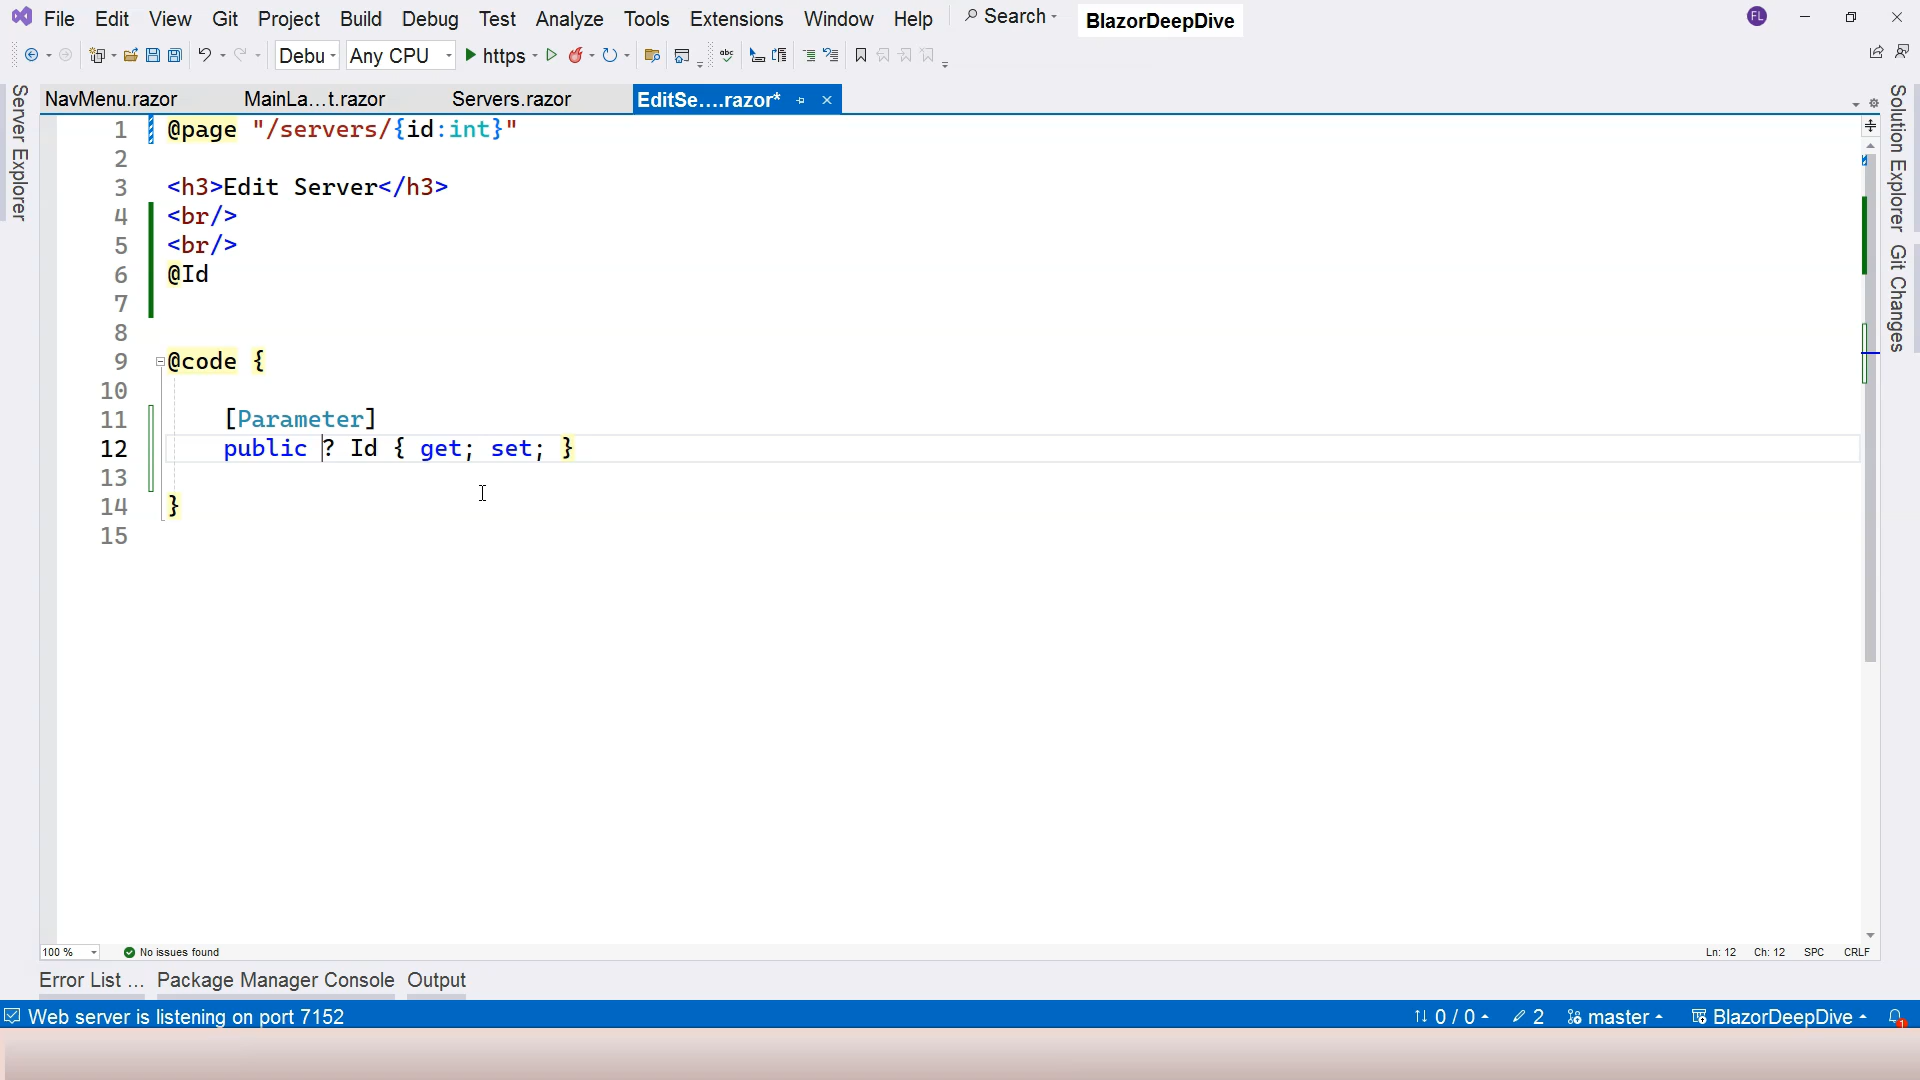 File Edit View Git Project Build Debug Test Analyze Tools Extensions Window Help Search BlazorDeepDive FL
Debu Any CPU https abc
NavMenu.razor MainLa...t.razor Servers.razor EditSe....razor*
1 @page "/servers/{id:int}"
2
3 <h3>Edit Server</h3>
4 <br/>
5 <br/>
6 @Id
7
8
9 @code {
10
11 [Parameter]
12 public ? Id { get; set; }
13
14 }
15
Server Explorer
Solution Explorer
Git Changes
100 % No issues found Ln: 12 Ch: 12 SPC CRLF
Error List ... Package Manager Console Output
Web server is listening on port 7152 0 / 0 2 master BlazorDeepDive 1